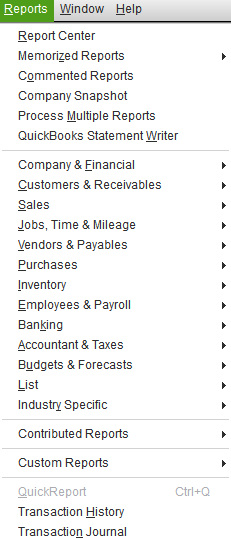 Reports Window Help
Report Center
Memorized Reports
Commented Reports
Company Snapshot
Process Multiple Reports
QuickBooks Statement Writer
Company & Financial
Customers & Receivables
Sales
Jobs, Time & Mileage
Vendors & Payables
Purchases
Inventory
Employees & Payroll
Banking
Accountant & Taxes
Budgets & Forecasts
List
Industry Specific
Contributed Reports
Custom Reports
QuickReport Ctrl+Q
Transaction History
Transaction Journal